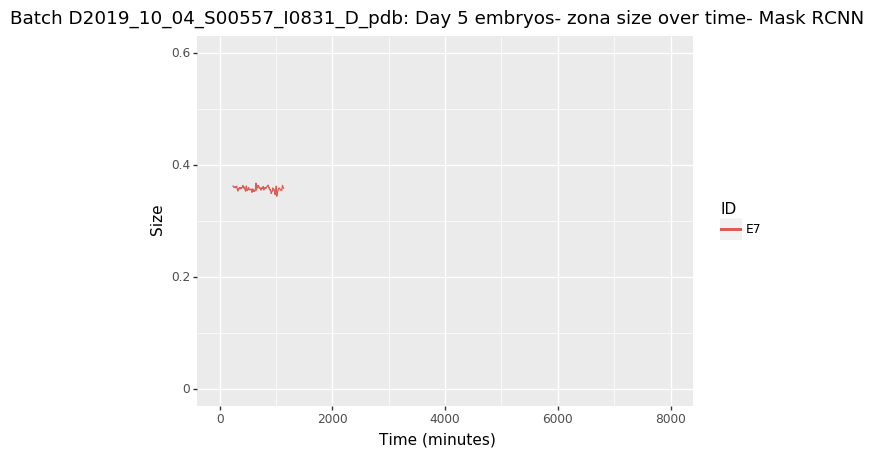 Batch D2019_10_04_S00557_I0831_D_pdb: Day 5 embryos- zona size over time- Mask RCNN
0.6
0.4
0.2
0
Size
0 2000 4000 6000 8000
Time (minutes)
ID
E7